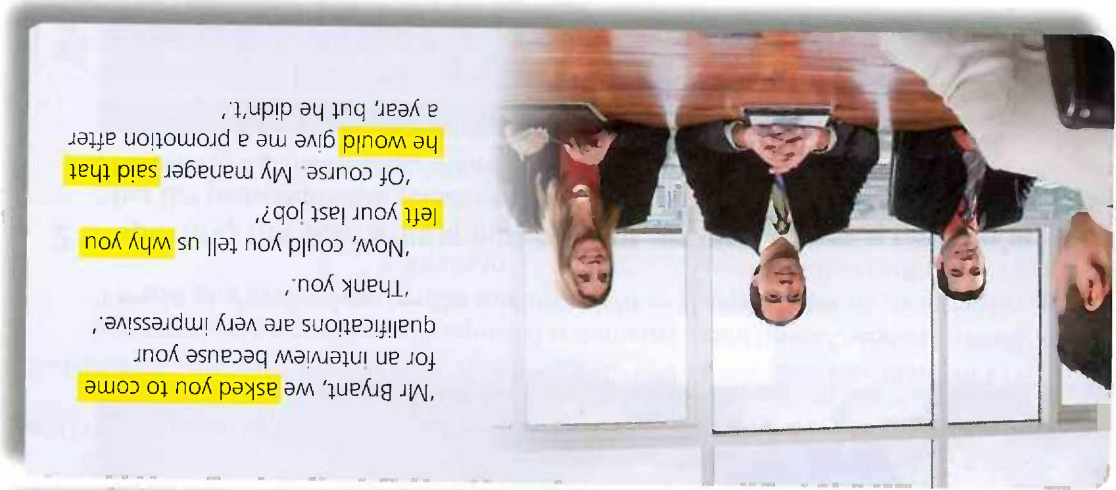 'Mr Bryant, we asked you to come
for an interview because your
qualifications are very impressive.'
'Thank you.'
'Now, could you tell us why you
left your last job?'
'Of course. My manager said that
he would give me a promotion after
a year, but he didn't.'